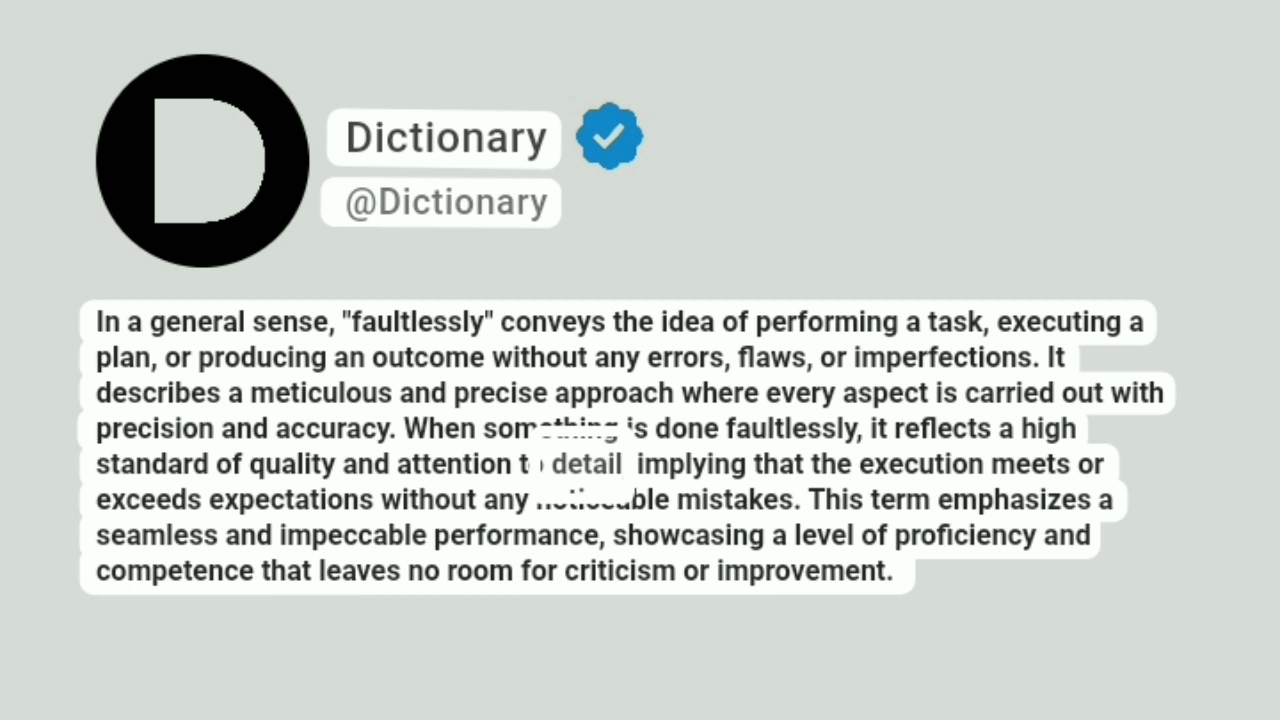 Dictionary
@Dictionary
In a general sense, "faultlessly" conveys the idea of performing a task, executing a
plan, or producing an outcome without any errors, flaws, or imperfections. It
describes a meticulous and precise approach where every aspect is carried out with
precision and accuracy. When something is done faultlessly, it reflects a high
standard of quality and attention to detail implying that the execution meets or
exceeds expectations without any noticeable mistakes. This term emphasizes a
seamless and impeccable performance, showcasing a level of proficiency and
competence that leaves no room for criticism or improvement.